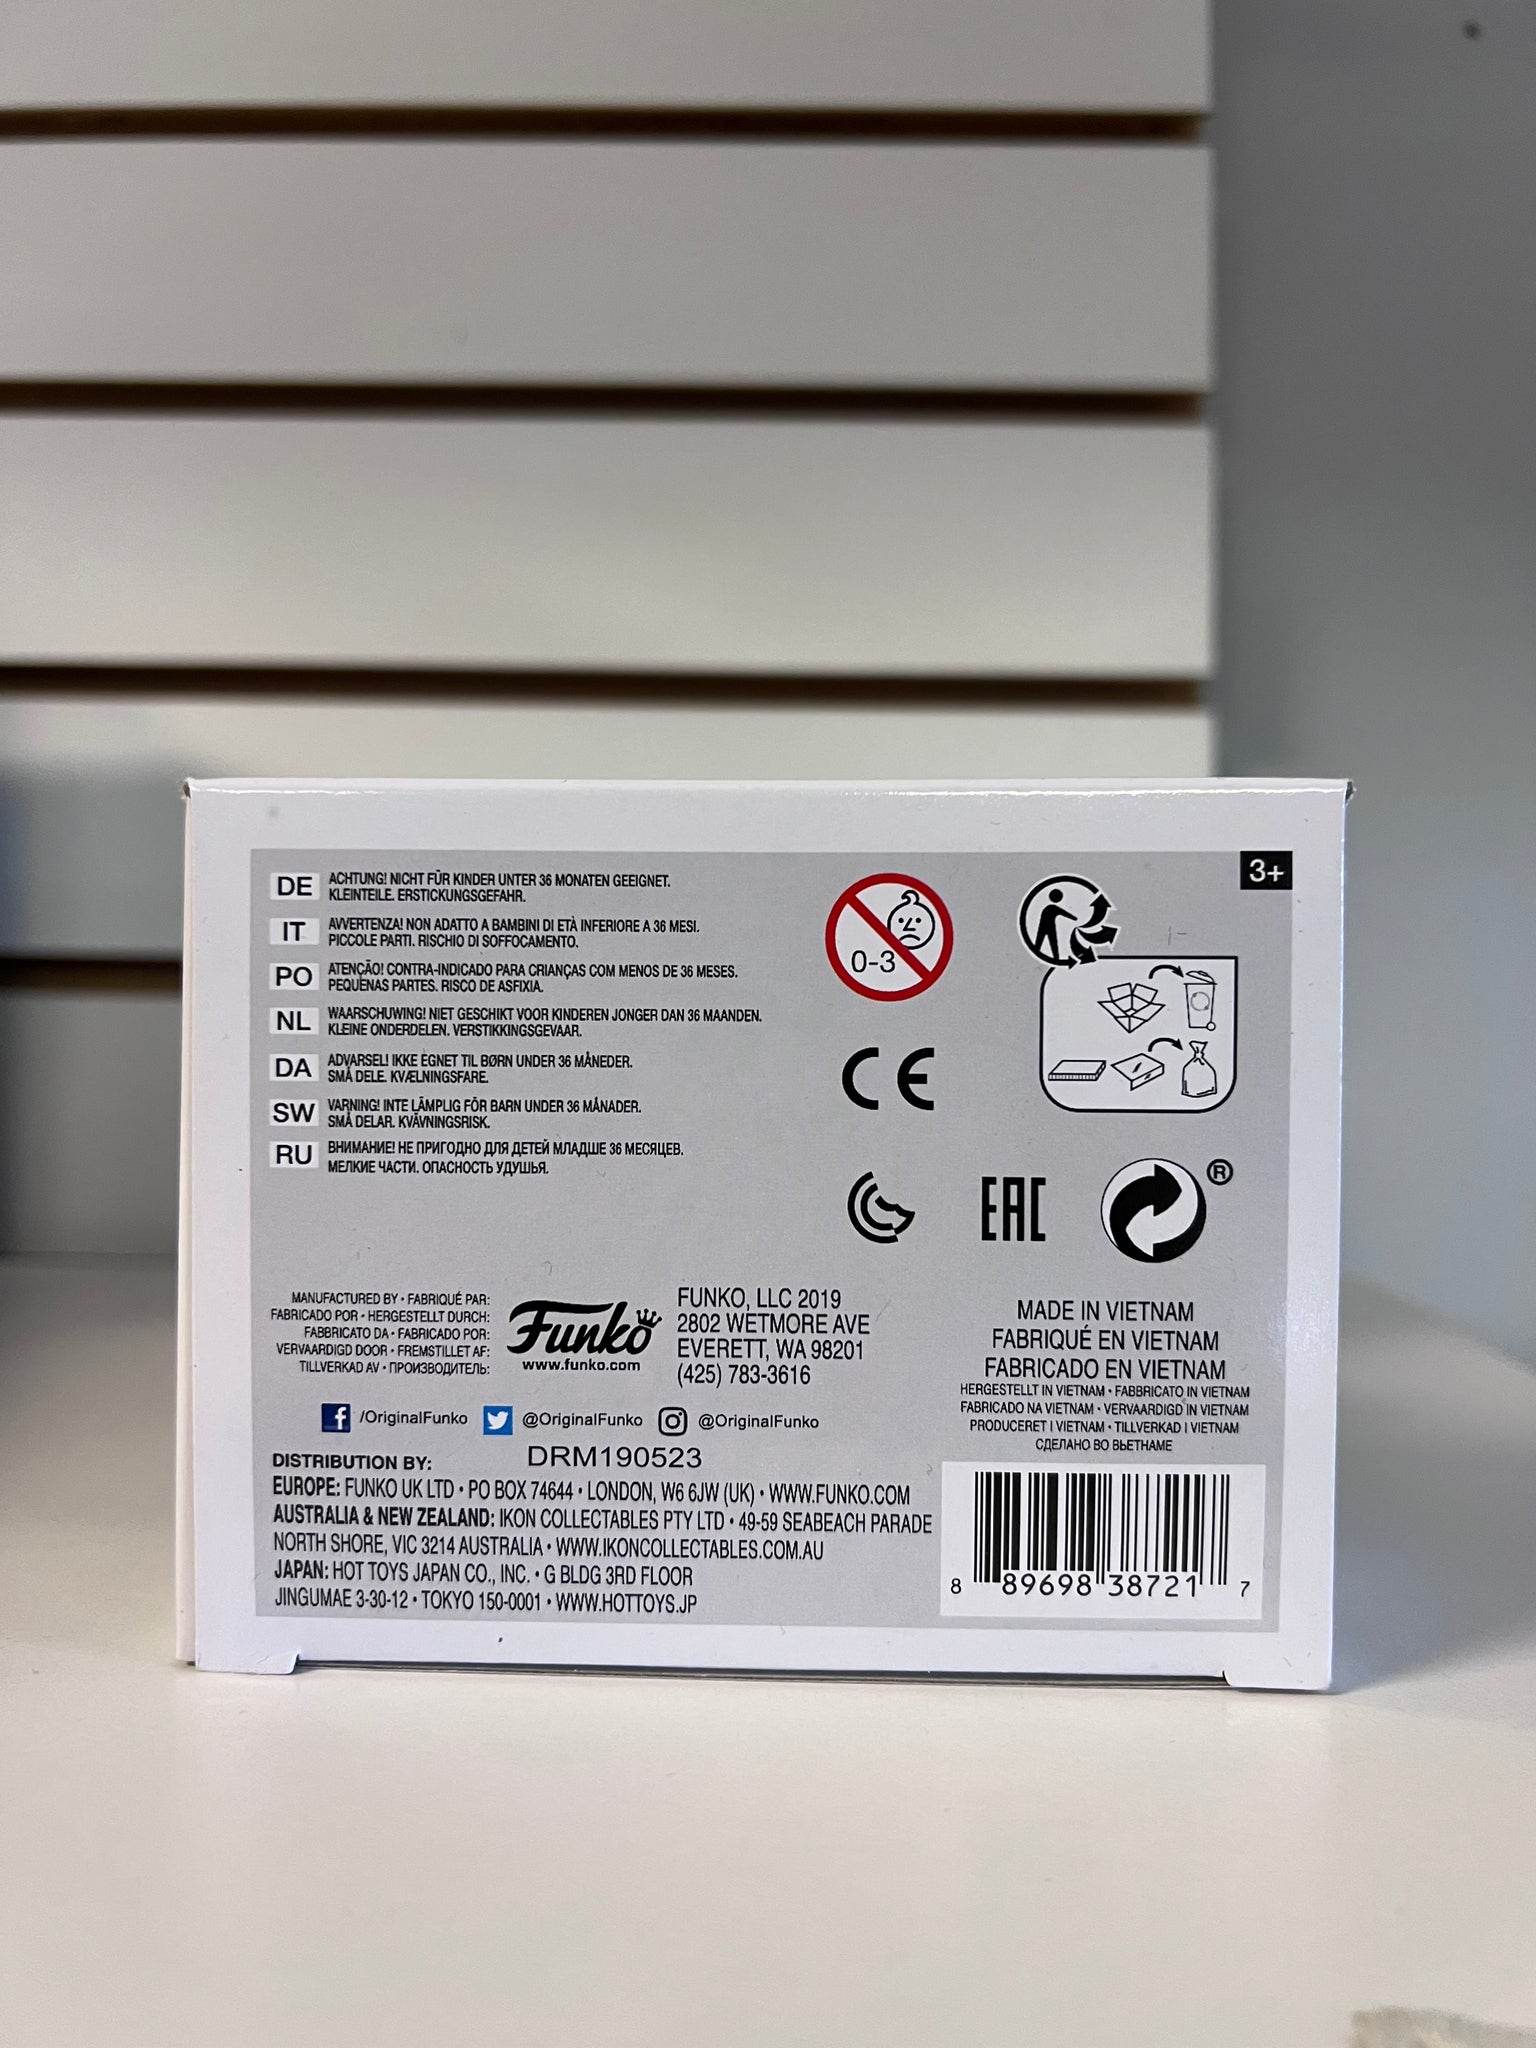 3+
DE
ACHTUNG! NICHT FÜR KINDER UNTER 36 MONATEN GEEIGNET.
KLEINTEILE. ERSTICKUNGSGEFAHR.
IT
AVVERTENZA! NON ADATTO A BAMBINI DI ETÀ INFERIORE A 36 MESI.
PICCOLE PARTI. RISCHIO DI SOFFOCAMENTO.
PO
ATENÇÃO! CONTRA-INDICADO PARA CRIANÇAS COM MENOS DE 36 MESES.
PEQUENAS PARTES. RISCO DE ASFIXIA.
NL
WAARSCHUWING! NIET GESCHIKT VOOR KINDEREN JONGER DAN 36 MAANDEN.
KLEINE ONDERDELEN. VERSTIKKINGSGEVAAR.
DA
ADVARSEL! IKKE EGNET TIL BØRN UNDER 36 MÅNEDER.
SMÅ DELE. KVÆLNINGSFARE.
SW
VARNING! INTE LÄMPLIG FÖR BARN UNDER 36 MÅNADER.
SMÅ DELAR. KVÄVNINGSRISK.
RU
ВНИМАНИЕ! НЕ ПРИГОДНО ДЛЯ ДЕТЕЙ МЛАДШЕ 36 МЕСЯЦЕВ.
МЕЛКИЕ ЧАСТИ. ОПАСНОСТЬ УДУШЬЯ.
0-3
CE
EAC
®
MANUFACTURED BY • FABRIQUÉ PAR:
FABRICADO POR • HERGESTELLT DURCH:
FABBRICATO DA • FABRICADO POR:
VERVAARDIGD DOOR • FREMSTILLET AF:
TILLVERKAD AV • ПРОИЗВОДИТЕЛЬ:
Funko
www.funko.com
FUNKO, LLC 2019
2802 WETMORE AVE
EVERETT, WA 98201
(425) 783-3616
MADE IN VIETNAM
FABRIQUÉ EN VIETNAM
FABRICADO EN VIETNAM
HERGESTELLT IN VIETNAM • FABBRICATO IN VIETNAM
FABRICADO NA VIETNAM • VERVAARDIGD IN VIETNAM
PRODUCERET I VIETNAM • TILLVERKAD I VIETNAM
СДЕЛАНО ВО ВЬЕТНАМЕ
f /OriginalFunko @OriginalFunko @OriginalFunko
DISTRIBUTION BY: DRM190523
EUROPE: FUNKO UK LTD • PO BOX 74644 • LONDON, W6 6JW (UK) • WWW.FUNKO.COM
AUSTRALIA & NEW ZEALAND: IKON COLLECTABLES PTY LTD • 49-59 SEABEACH PARADE
NORTH SHORE, VIC 3214 AUSTRALIA • WWW.IKONCOLLECTABLES.COM.AU
JAPAN: HOT TOYS JAPAN CO., INC. • G BLDG 3RD FLOOR
JINGUMAE 3-30-12 • TOKYO 150-0001 • WWW.HOTTOYS.JP
8 89698 38721 7